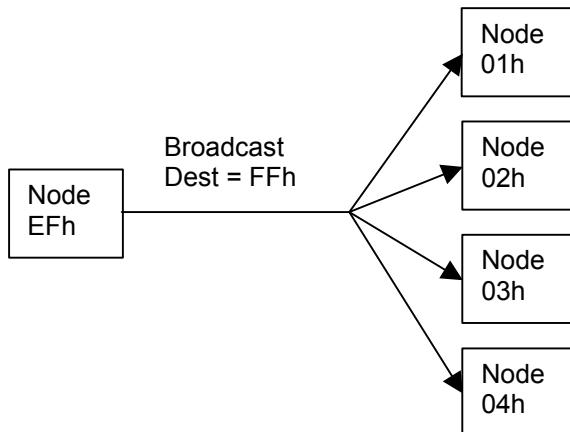 Node
01h
Broadcast
Dest = FFh
Node
02h
Node
EFh
Node
03h
Node
04h